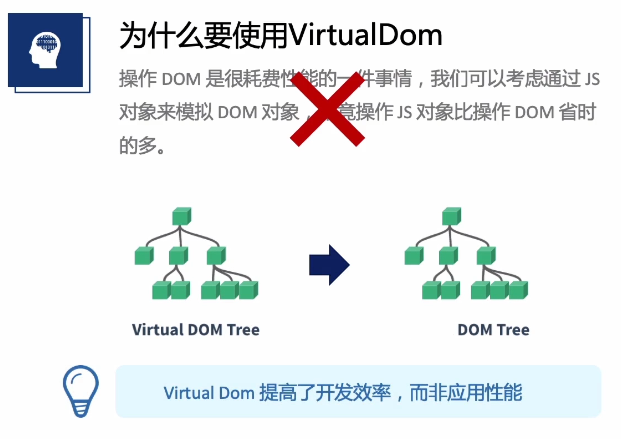 为什么要使用VirtualDom
操作 DOM 是很耗费性能的一件事情，我们可以考虑通过 JS
对象来模拟 DOM 对象，竟操作 JS 对象比操作 DOM 省时
的多。
Virtual DOM Tree
DOM Tree
Virtual Dom 提高了开发效率，而非应用性能